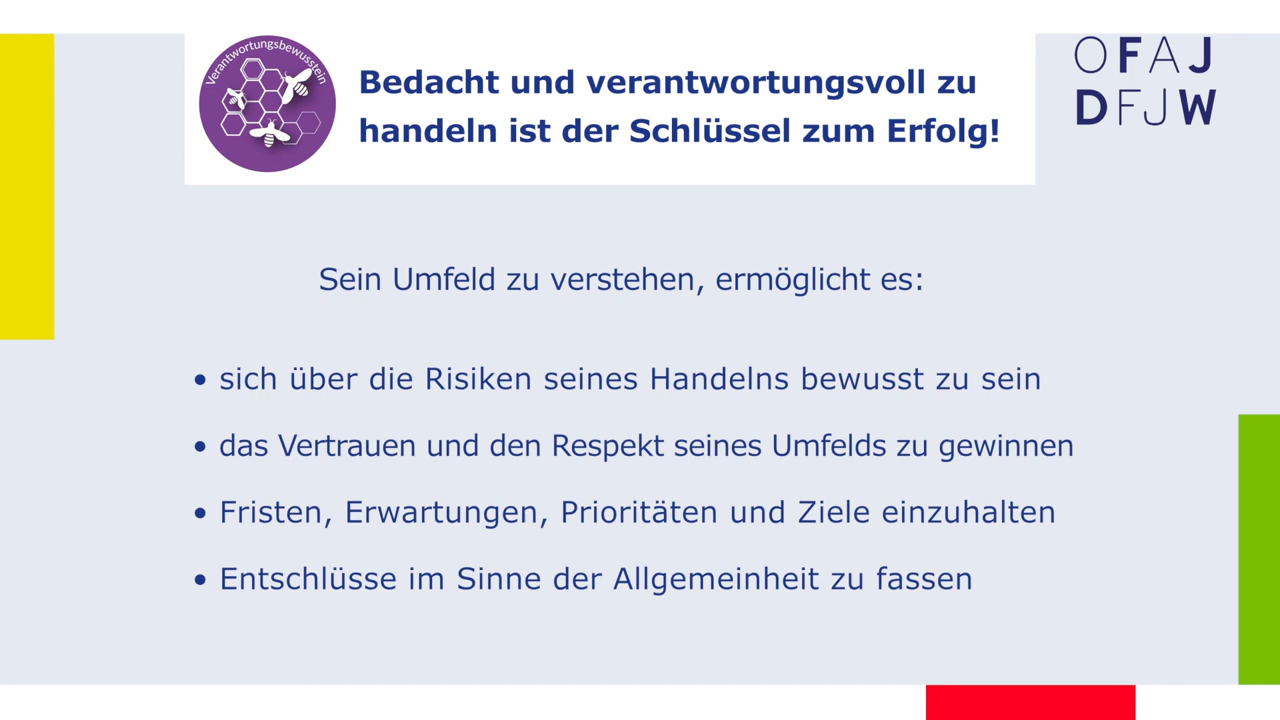 Verantwortungsbewusstein
Bedacht und verantwortungsvoll zu
handeln ist der Schlüssel zum Erfolg!
OFAJ
DFJW
Sein Umfeld zu verstehen, ermöglicht es:
• sich über die Risiken seines Handelns bewusst zu sein
• das Vertrauen und den Respekt seines Umfelds zu gewinnen
• Fristen, Erwartungen, Prioritäten und Ziele einzuhalten
• Entschlüsse im Sinne der Allgemeinheit zu fassen